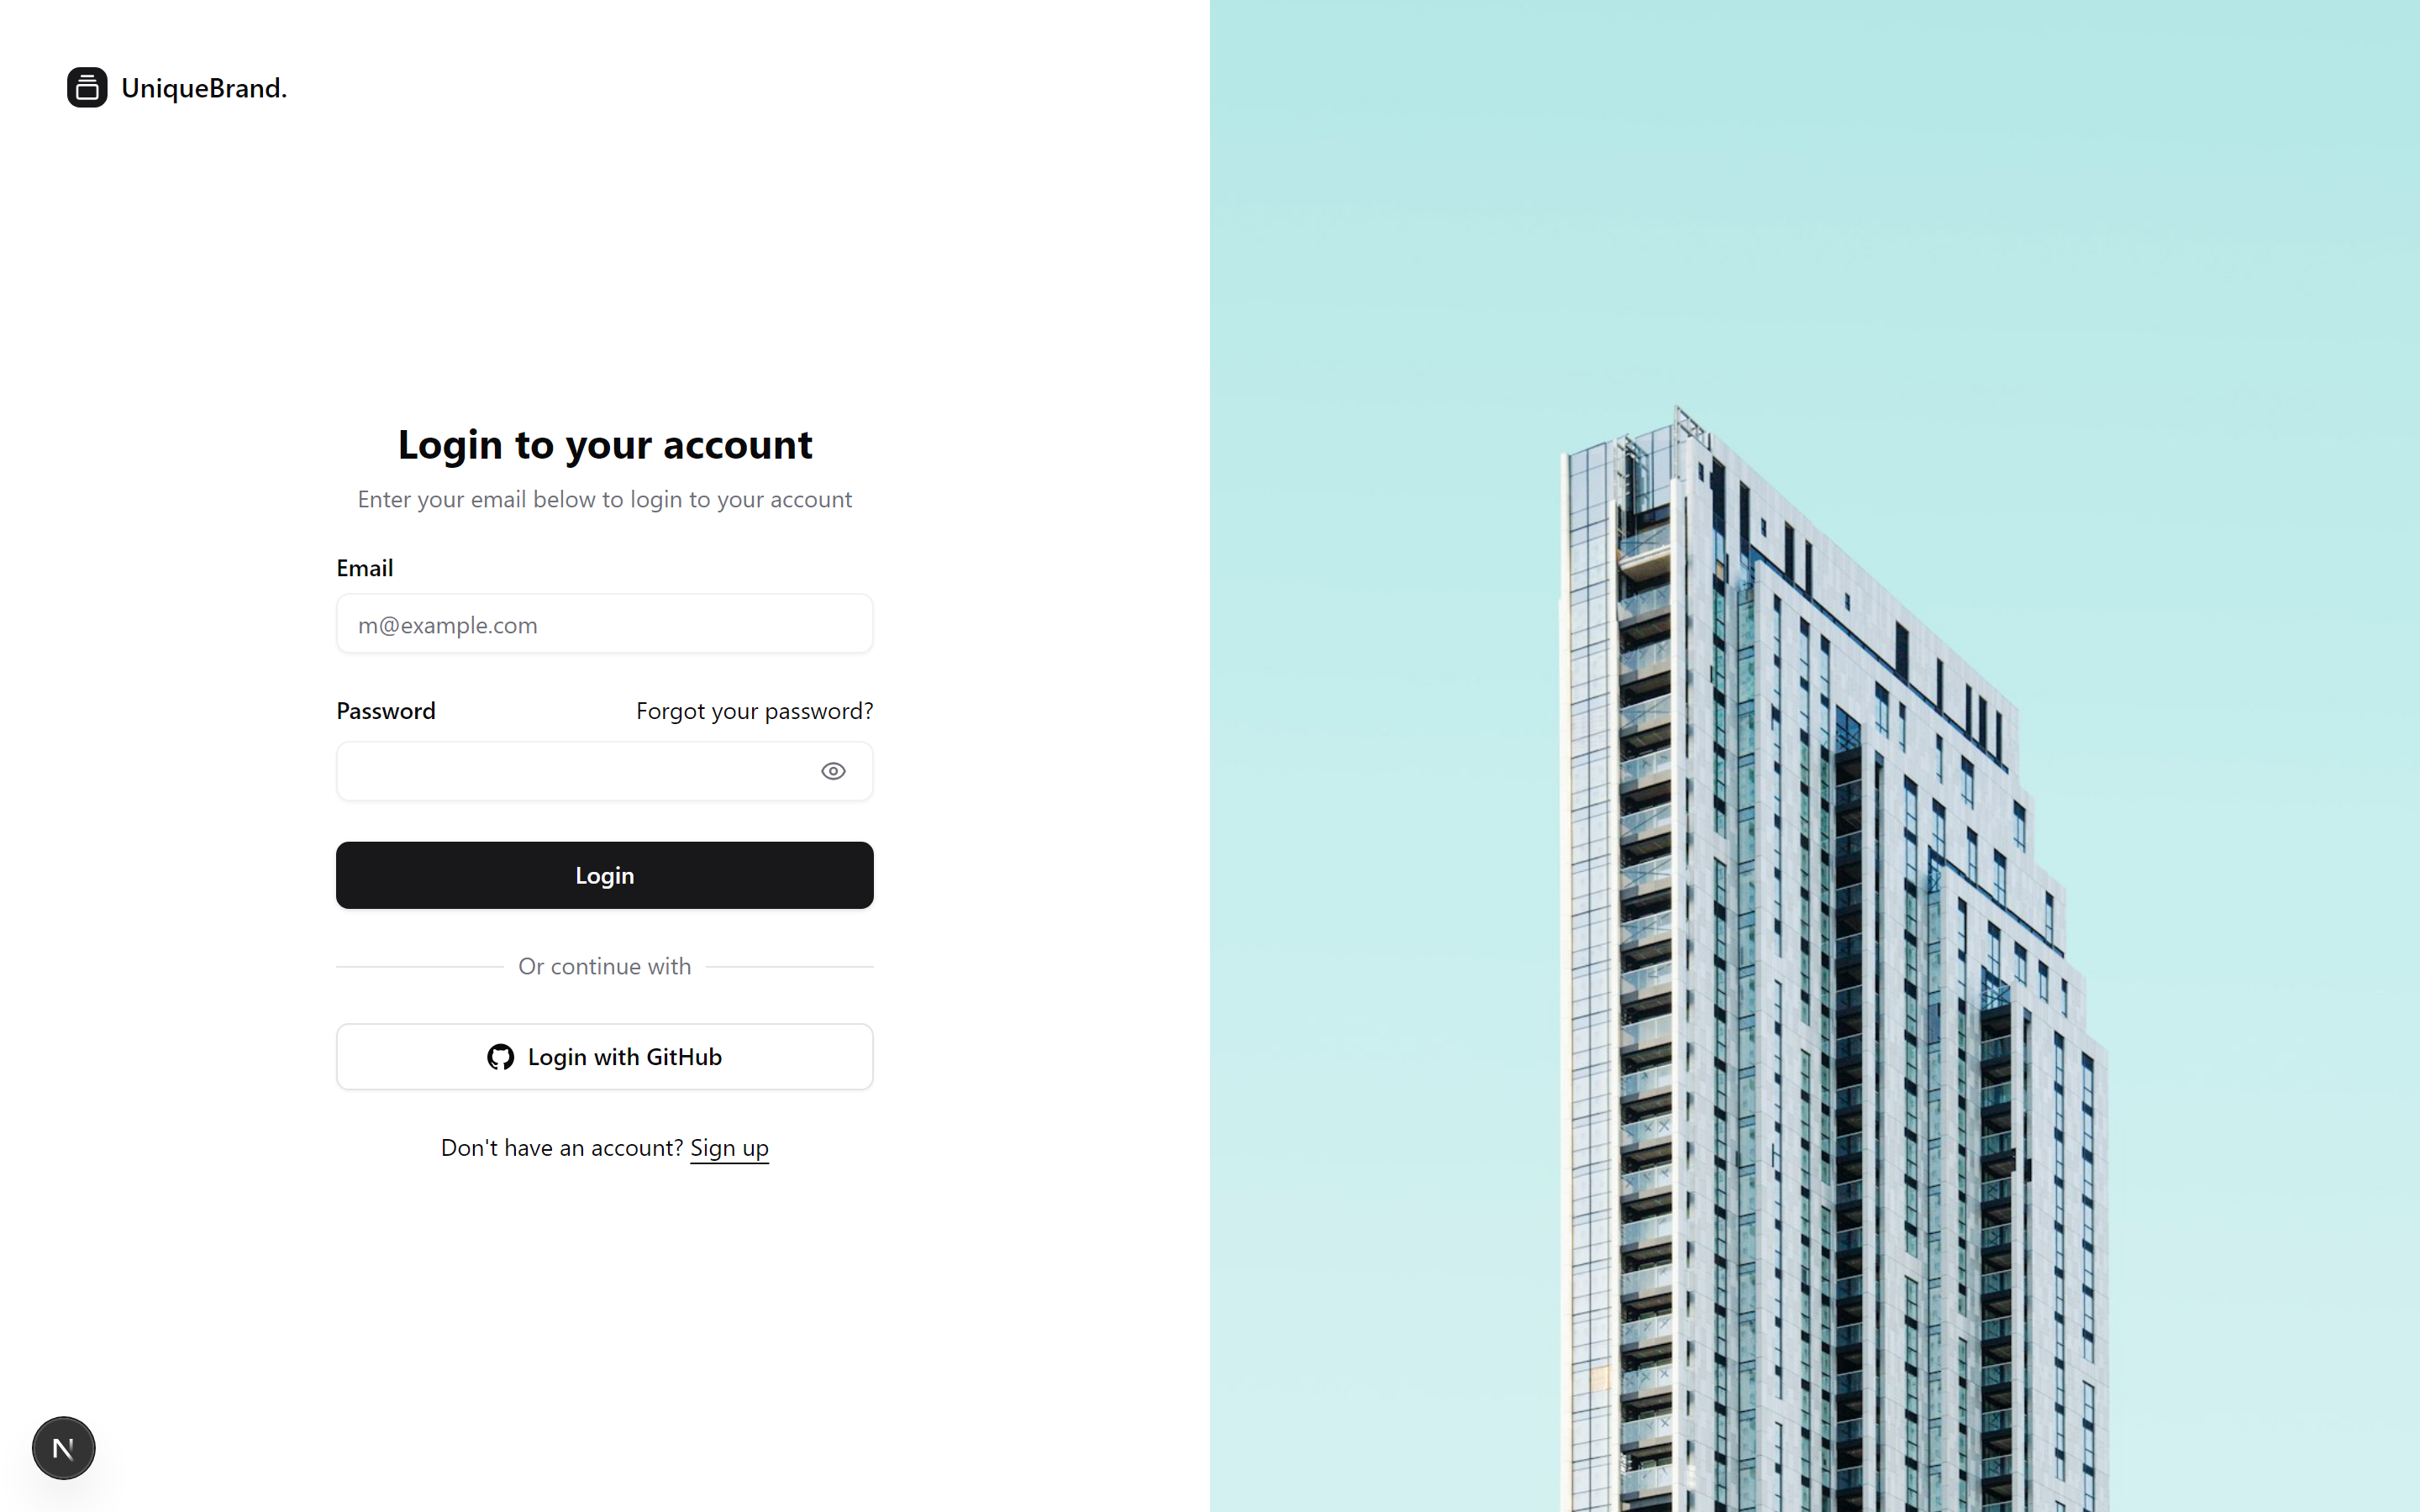 UniqueBrand.
Login to your account
Enter your email below to login to your account
Email
m@example.com
Password
Forgot your password?
Login
Or continue with
Login with GitHub
Don't have an account? Sign up
N